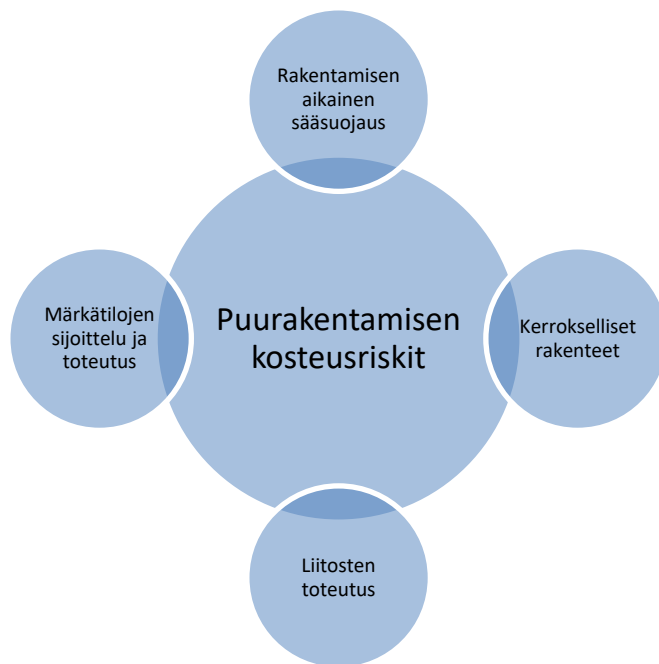 Rakentamisen
aikainen
sääsuojaus
Märkätilojen
sijoittelu ja
toteutus
Puurakentamisen
kosteusriskit
Kerrokselliset
rakenteet
Liitosten
toteutus